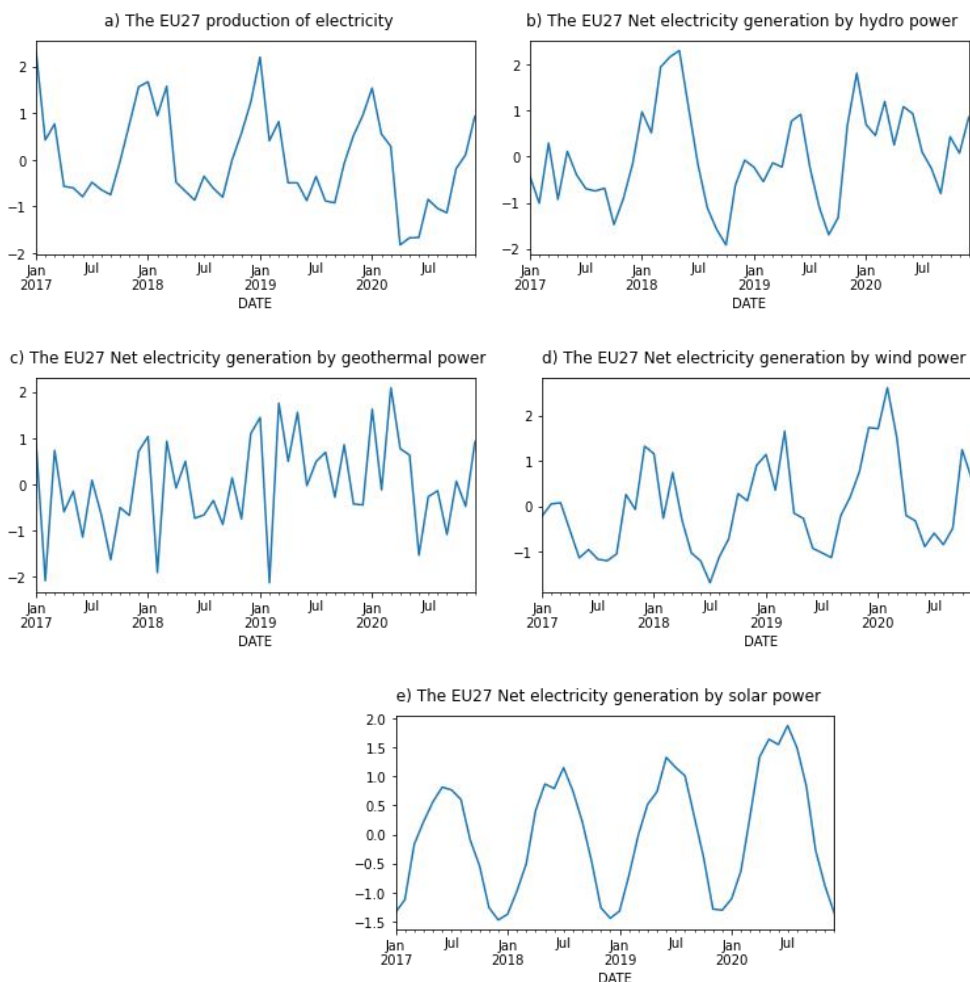 a) The EU27 production of electricity
2
1
0
−1
−2
Jan Jul Jan Jul Jan Jul Jan Jul
2017 2018 2019 2020
DATE
b) The EU27 Net electricity generation by hydro power
2
1
0
−1
−2
Jan Jul Jan Jul Jan Jul Jan Jul
2017 2018 2019 2020
DATE
c) The EU27 Net electricity generation by geothermal power
2
1
0
−1
−2
Jan Jul Jan Jul Jan Jul Jan Jul
2017 2018 2019 2020
DATE
d) The EU27 Net electricity generation by wind power
2
1
0
−1
Jan Jul Jan Jul Jan Jul Jan Jul
2017 2018 2019 2020
DATE
e) The EU27 Net electricity generation by solar power
2.0
1.5
1.0
0.5
0.0
−0.5
−1.0
−1.5
Jan Jul Jan Jul Jan Jul Jan Jul
2017 2018 2019 2020
DATE